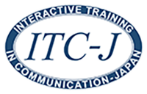 INTERACTIVE TRAINING
ITC-J
IN COMMUNICATION-JAPAN